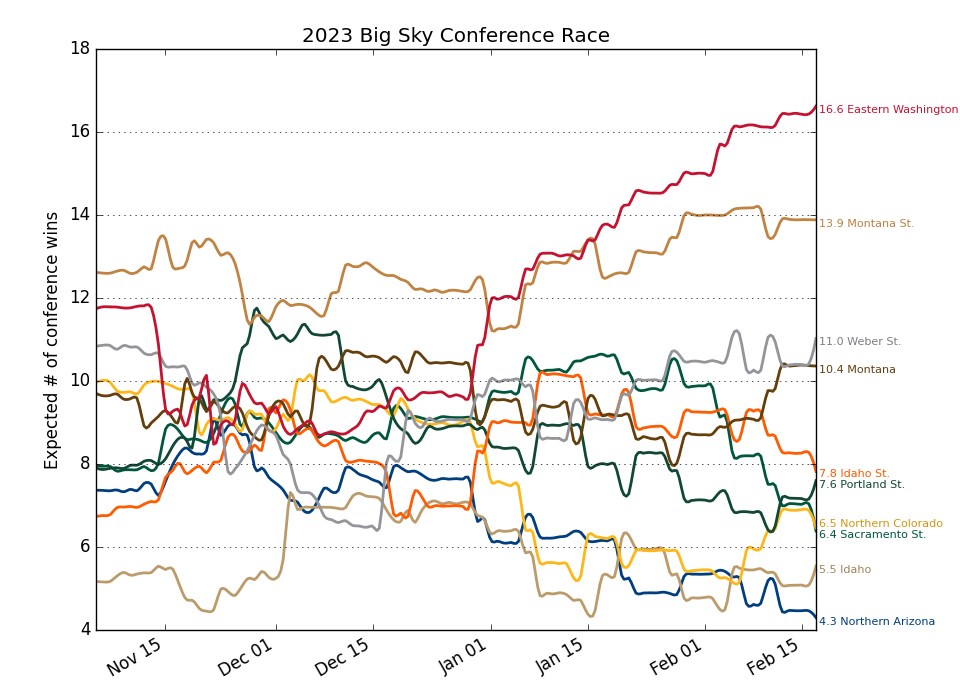 2023 Big Sky Conference Race
Expected # of conference wins
18
16
14
12
10
8
6
4
Nov 15
Dec 01
Dec 15
Jan 01
Jan 15
Feb 01
Feb 15
16.6 Eastern Washington
13.9 Montana St.
11.0 Weber St.
10.4 Montana
7.8 Idaho St.
7.6 Portland St.
6.5 Northern Colorado
6.4 Sacramento St.
5.5 Idaho
4.3 Northern Arizona